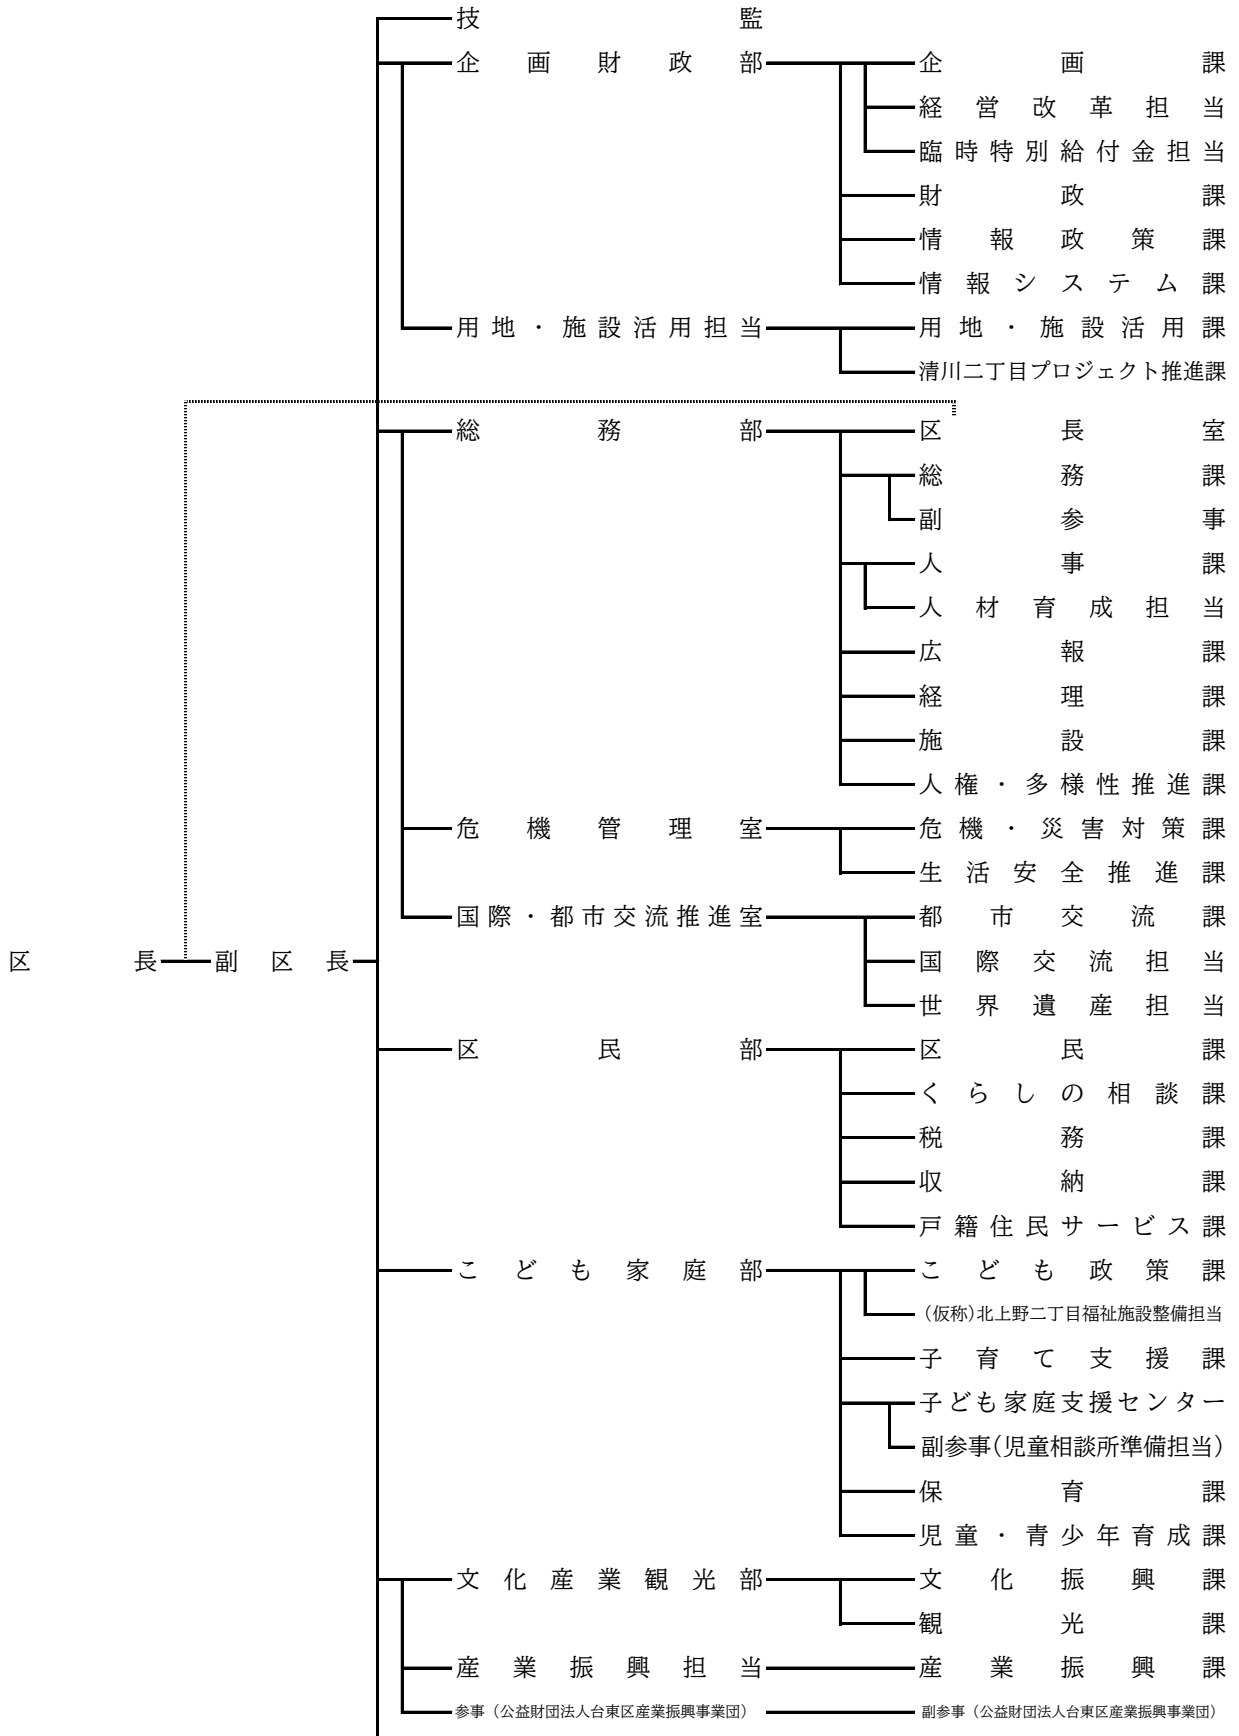 技監
企画財政部 企画課
経営改革担当
臨時特別給付金担当
財政課
情報政策課
情報システム課
用地・施設活用担当 用地・施設活用課
清川二丁目プロジェクト推進課
総務部 区長室
総務課
副参事
人事課
人材育成担当
広報課
経理課
施設課
人権・多様性推進課
危機管理室 危機・災害対策課
生活安全推進課
国際・都市交流推進室 都市交流課
区長 副区長 国際交流担当
世界遺産担当
区民部 区民課
くらしの相談課
税務課
収納課
戸籍住民サービス課
こども家庭部 こども政策課
(仮称)北上野二丁目福祉施設整備担当
子育て支援課
子ども家庭支援センター
副参事(児童相談所準備担当)
保育課
児童・青少年育成課
文化産業観光部 文化振興課
観光課
産業振興担当 産業振興課
参事(公益財団法人台東区産業振興事業団) 副参事(公益財団法人台東区産業振興事業団)